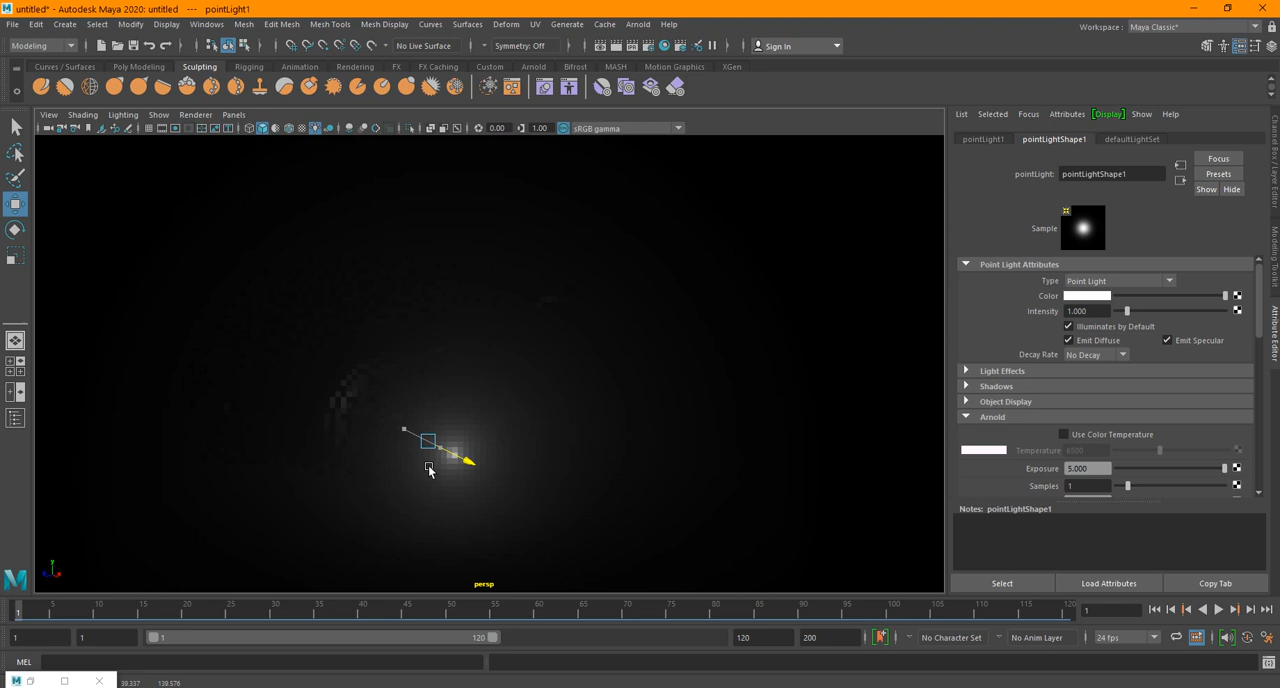 untitled* - Autodesk Maya 2020: untitled   ---   pointLight1
File Edit Create Select Modify Display Windows Mesh Edit Mesh Mesh Tools Mesh Display Curves Surfaces Deform UV Generate Cache Arnold Help
Workspace : Maya Classic*
Modeling No Live Surface Symmetry: Off Sign In
Curves / Surfaces Poly Modeling Sculpting Rigging Animation Rendering FX FX Caching Custom Arnold Bifrost MASH Motion Graphics XGen
View Shading Lighting Show Renderer Panels
0.00 1.00 sRGB gamma
persp
List Selected Focus Attributes [Display] Show Help
pointLight1 pointLightShape1 defaultLightSet
Focus
pointLight: pointLightShape1 Presets
Show Hide
Sample
Point Light Attributes
Type Point Light
Color
Intensity 1.000
Illuminates by Default
Emit Diffuse Emit Specular
Decay Rate No Decay
Light Effects
Shadows
Object Display
Arnold
Use Color Temperature
Temperature 6500
Exposure 5.000
Samples 1
Notes: pointLightShape1
Select Load Attributes Copy Tab
Channel Box / Layer Editor
Modeling Toolkit
Attribute Editor
1 5 10 15 20 25 30 35 40 45 50 55 60 65 70 75 80 85 90 95 100 105 110 115 120 1
1 1 1 120 120 200 No Character Set No Anim Layer 24 fps
MEL
39.337 139.576